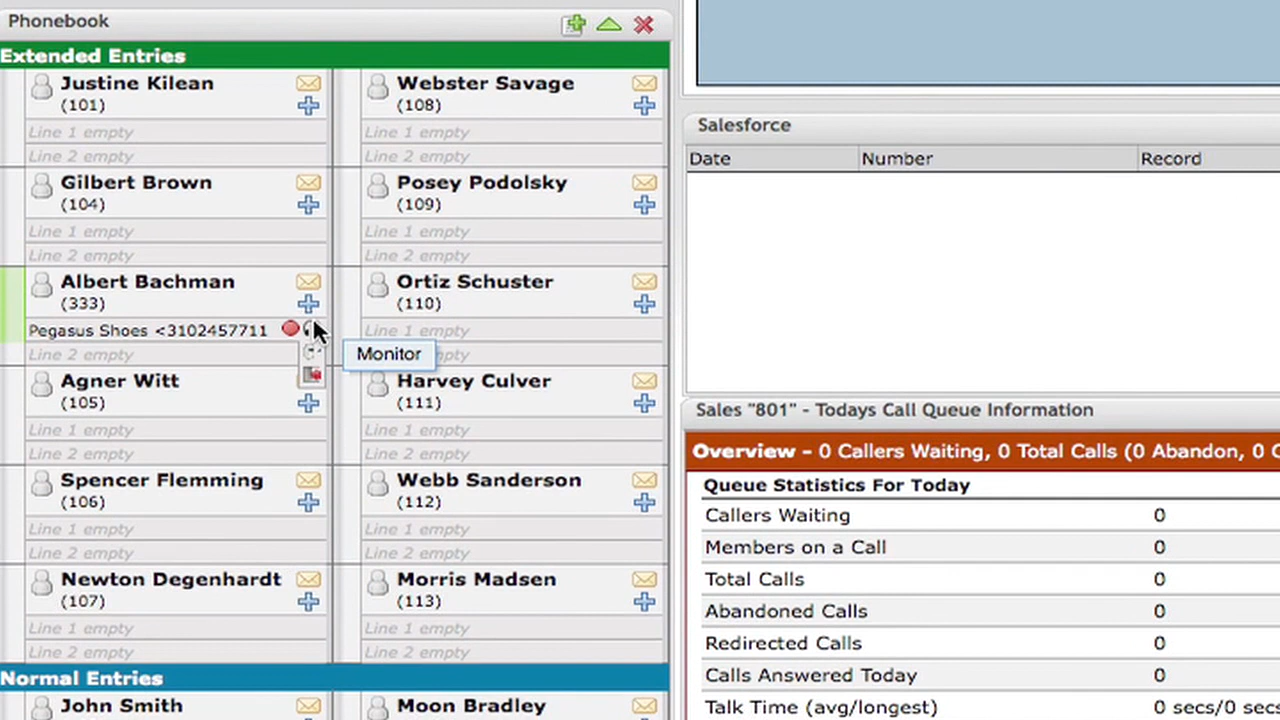 Phonebook
Extended Entries
Justine Kilean
(101)
Line 1 empty
Line 2 empty
Webster Savage
(108)
Line 1 empty
Line 2 empty
Gilbert Brown
(104)
Line 1 empty
Line 2 empty
Posey Podolsky
(109)
Line 1 empty
Line 2 empty
Albert Bachman
(333)
Pegasus Shoes <3102457711
Line 2 empty
Monitor
Ortiz Schuster
(110)
Line 1 empty
Agner Witt
(105)
Line 1 empty
Line 2 empty
Harvey Culver
(111)
Line 1 empty
Line 2 empty
Spencer Flemming
(106)
Line 1 empty
Line 2 empty
Webb Sanderson
(112)
Line 1 empty
Line 2 empty
Newton Degenhardt
(107)
Line 1 empty
Line 2 empty
Morris Madsen
(113)
Line 1 empty
Line 2 empty
Normal Entries
John Smith
Moon Bradley
Salesforce
Date Number Record
Sales "801" - Todays Call Queue Information
Overview - 0 Callers Waiting, 0 Total Calls (0 Abandon, 0
Queue Statistics For Today
Callers Waiting 0
Members on a Call 0
Total Calls 0
Abandoned Calls 0
Redirected Calls 0
Calls Answered Today 0
Talk Time (avg/longest) 0 secs/0 secs